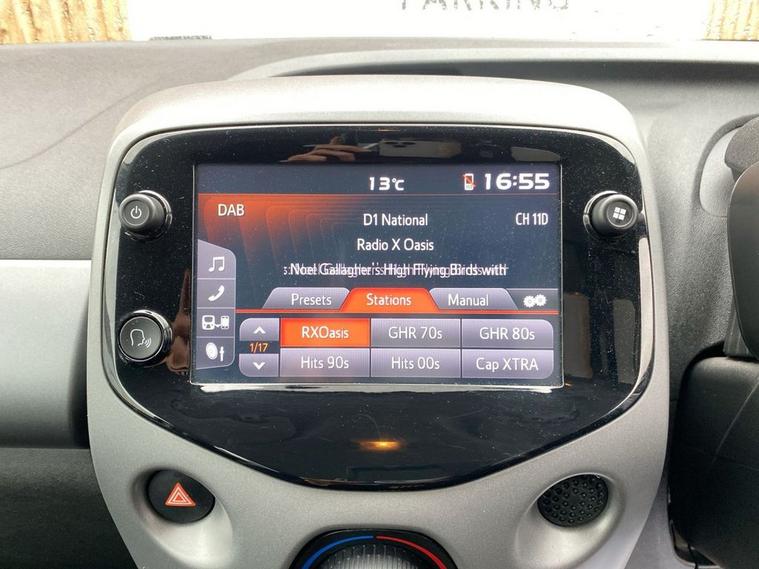 PARKING
13°C 16:55
DAB D1 National CH 11D
Radio X Oasis
Noel Gallagher's High Flying Birds with
Presets Stations Manual
RXOasis GHR 70s GHR 80s
1/17
Hits 90s Hits 00s Cap XTRA